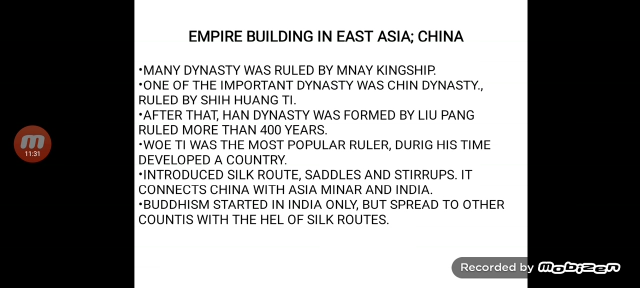 EMPIRE BUILDING IN EAST ASIA; CHINA
•MANY DYNASTY WAS RULED BY MNAY KINGSHIP.
•ONE OF THE IMPORTANT DYNASTY WAS CHIN DYNASTY.,
RULED BY SHIH HUANG TI.
•AFTER THAT, HAN DYNASTY WAS FORMED BY LIU PANG
RULED MORE THAN 400 YEARS.
•WOE TI WAS THE MOST POPULAR RULER, DURIG HIS TIME
DEVELOPED A COUNTRY.
•INTRODUCED SILK ROUTE, SADDLES AND STIRRUPS. IT
CONNECTS CHINA WITH ASIA MINAR AND INDIA.
•BUDDHISM STARTED IN INDIA ONLY, BUT SPREAD TO OTHER
COUNTIS WITH THE HEL OF SILK ROUTES.
11:31
Recorded by Mobizen